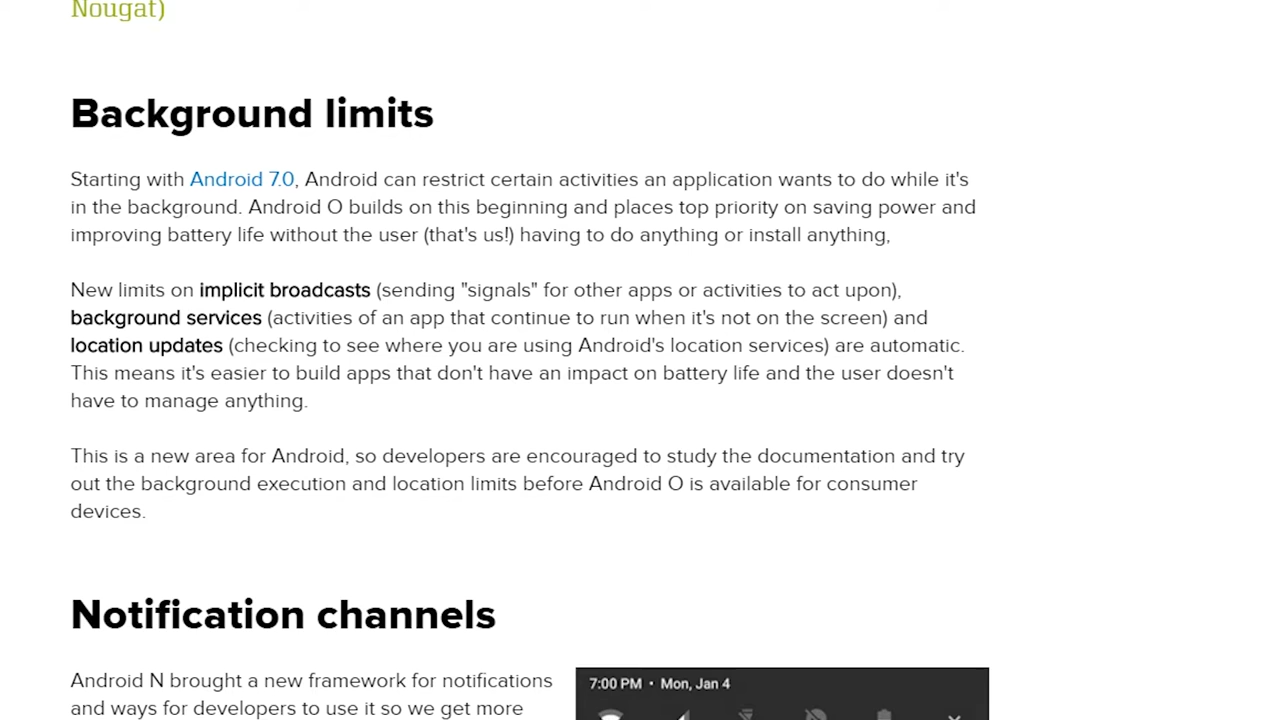 Nougat)
Background limits
Starting with Android 7.0, Android can restrict certain activities an application wants to do while it's
in the background. Android O builds on this beginning and places top priority on saving power and
improving battery life without the user (that's us!) having to do anything or install anything,
New limits on implicit broadcasts (sending "signals" for other apps or activities to act upon),
background services (activities of an app that continue to run when it's not on the screen) and
location updates (checking to see where you are using Android's location services) are automatic.
This means it's easier to build apps that don't have an impact on battery life and the user doesn't
have to manage anything.
This is a new area for Android, so developers are encouraged to study the documentation and try
out the background execution and location limits before Android O is available for consumer
devices.
Notification channels
Android N brought a new framework for notifications
and ways for developers to use it so we get more
7:00 PM • Mon, Jan 4